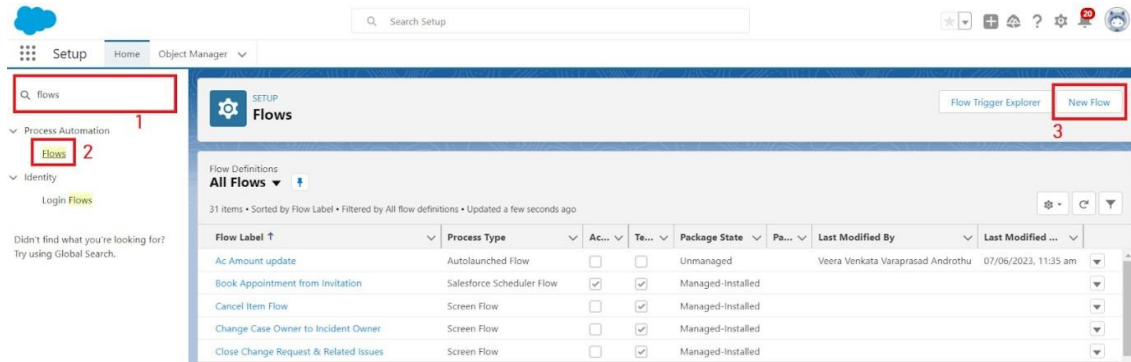 Search Setup
20
Setup Home Object Manager
flows
1
Process Automation
Flows 2
Identity
Login Flows
Didn't find what you're looking for?
Try using Global Search.
SETUP
Flows
Flow Trigger Explorer New Flow
3
Flow Definitions
All Flows
31 items • Sorted by Flow Label • Filtered by All flow definitions • Updated a few seconds ago
Flow Label ↑ Process Type Ac... Te... Package State Pa... Last Modified By Last Modified ...
Ac Amount update Autolaunched Flow Unmanaged Veera Venkata Varaprasad Androthu 07/06/2023, 11:35 am
Book Appointment from Invitation Salesforce Scheduler Flow Managed-Installed
Cancel Item Flow Screen Flow Managed-Installed
Change Case Owner to Incident Owner Screen Flow Managed-Installed
Close Change Request & Related Issues Screen Flow Managed-Installed